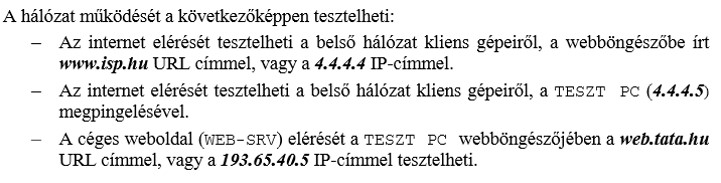 A hálózat működését a következőképpen tesztelheti:
– Az internet elérését tesztelheti a belső hálózat kliens gépeiről, a webböngészőbe írt
www.isp.hu URL címmel, vagy a 4.4.4.4 IP-címmel.
– Az internet elérését tesztelheti a belső hálózat kliens gépeiről, a TESZT PC (4.4.4.5)
megpingelésével.
– A céges weboldal (WEB-SRV) elérését a TESZT PC webböngészőjében a web.tata.hu
URL címmel, vagy a 193.65.40.5 IP-címmel tesztelheti.